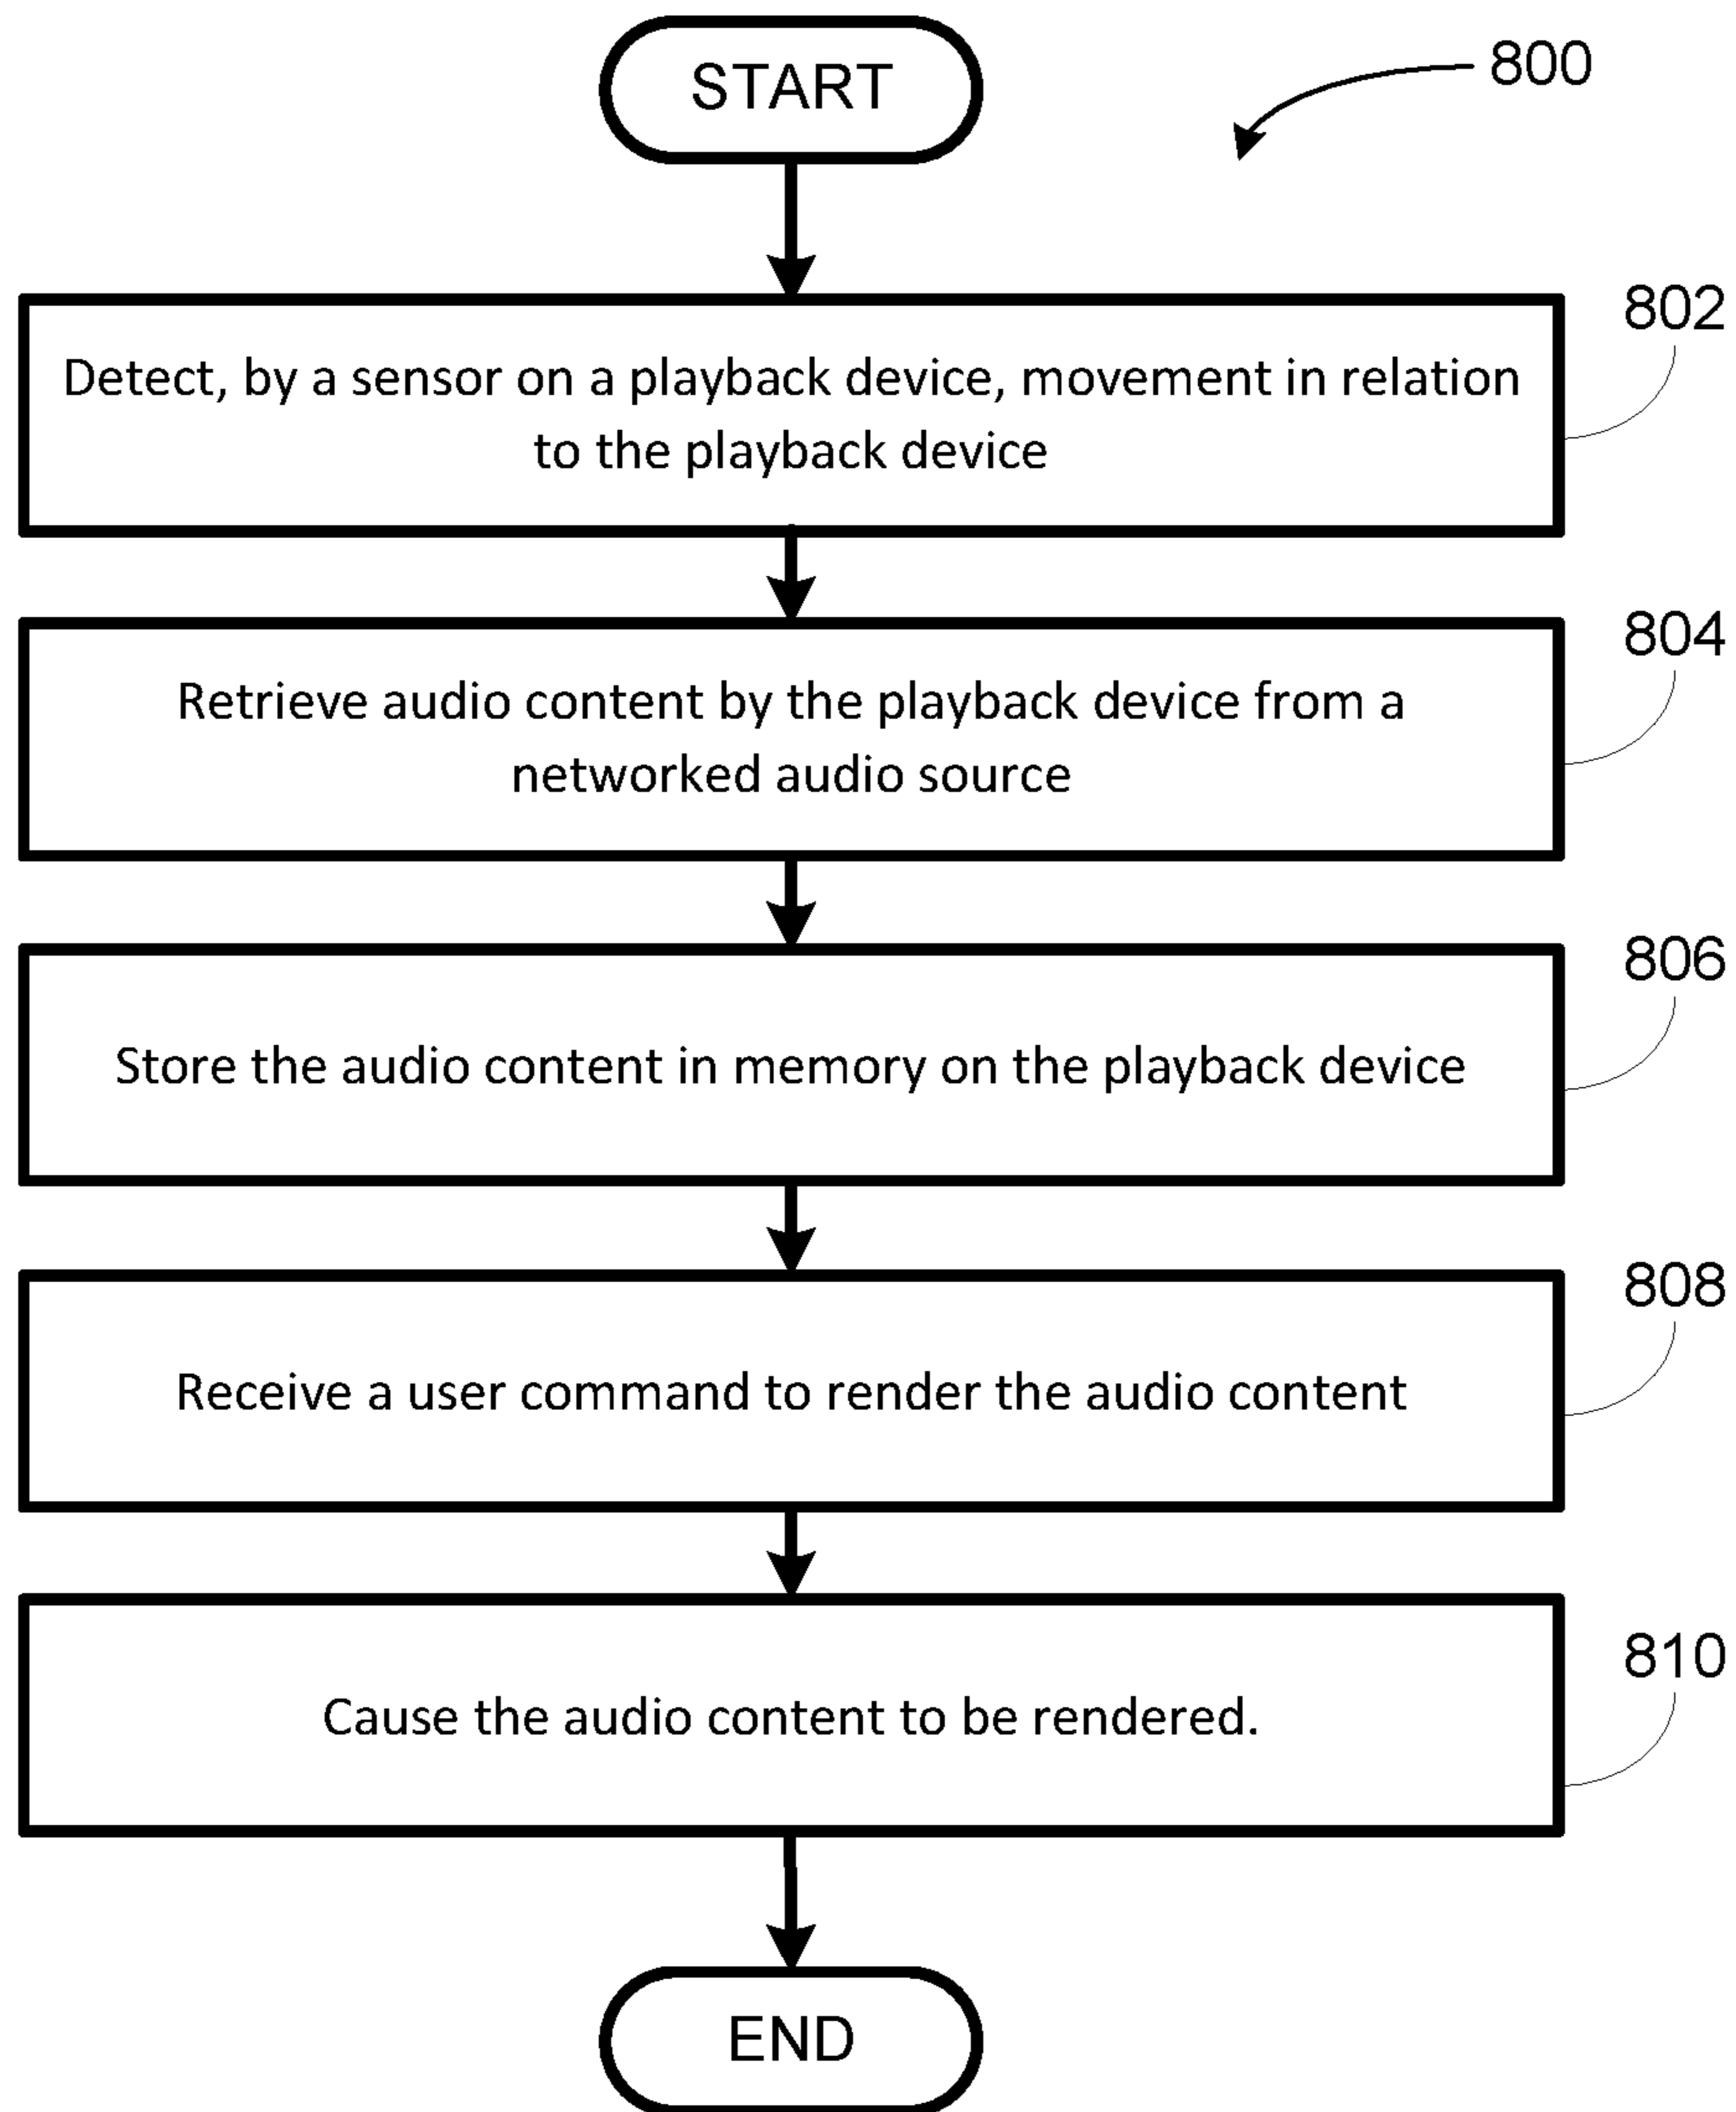 START
800
802
Detect, by a sensor on a playback device, movement in relation
to the playback device
804
Retrieve audio content by the playback device from a
networked audio source
806
Store the audio content in memory on the playback device
808
Receive a user command to render the audio content
810
Cause the audio content to be rendered.
END